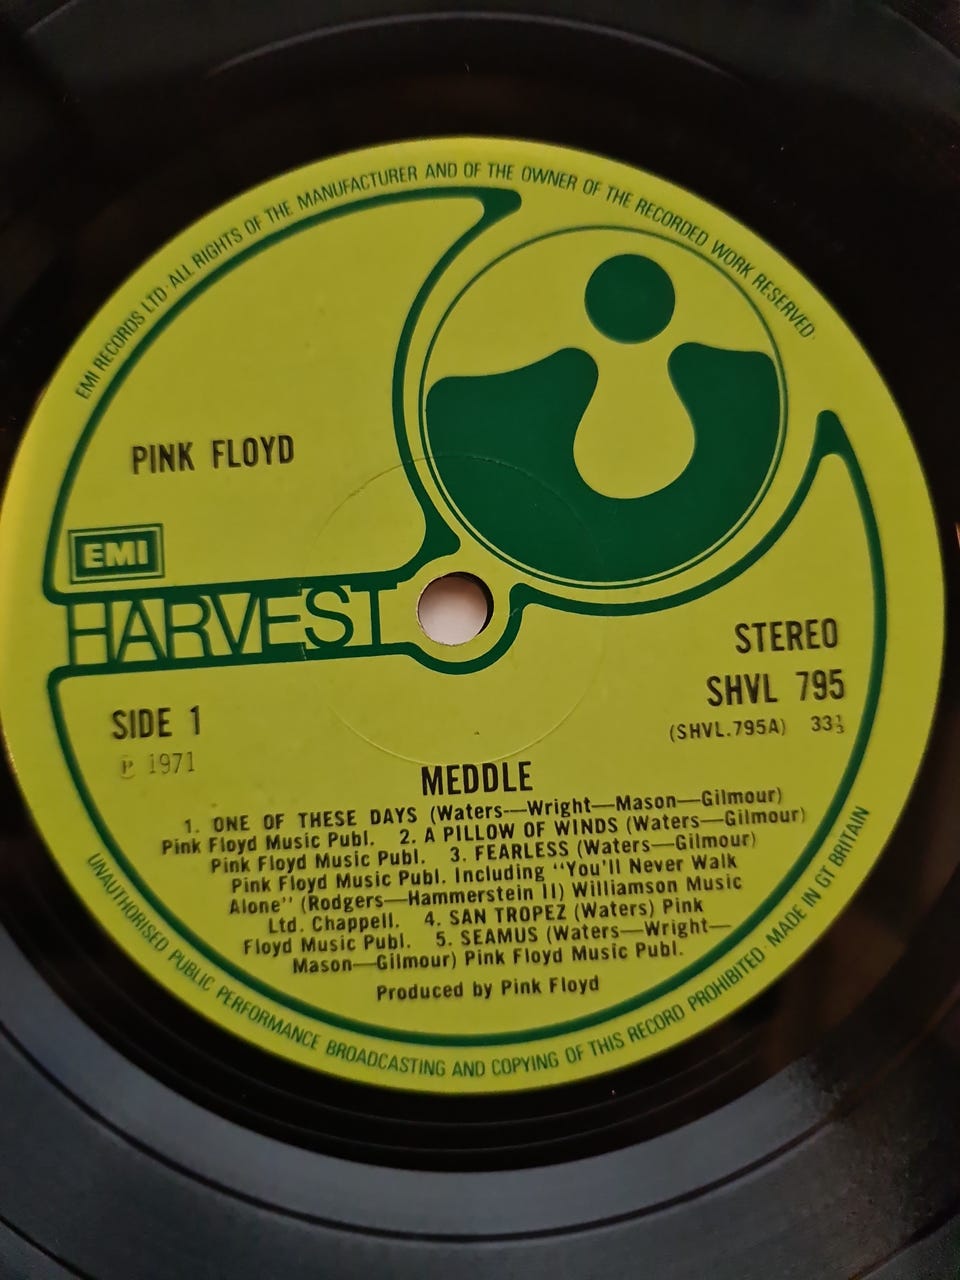 EMI RECORDS LTD · ALL RIGHTS OF THE MANUFACTURER AND OF THE OWNER OF THE RECORDED WORK RESERVED ·
PINK FLOYD
EMI
HARVEST
STEREO
SHVL 795
(SHVL.795A) 33⅓
SIDE 1
℗ 1971
MEDDLE
1. ONE OF THESE DAYS (Waters—Wright—Mason—Gilmour)
Pink Floyd Music Publ. 2. A PILLOW OF WINDS (Waters—Gilmour)
Pink Floyd Music Publ. 3. FEARLESS (Waters—Gilmour)
Pink Floyd Music Publ. Including "You'll Never Walk
Alone" (Rodgers—Hammerstein II) Williamson Music
Ltd. Chappell. 4. SAN TROPEZ (Waters) Pink
Floyd Music Publ. 5. SEAMUS (Waters—Wright—
Mason—Gilmour) Pink Floyd Music Publ.
Produced by Pink Floyd
UNAUTHORISED PUBLIC PERFORMANCE BROADCASTING AND COPYING OF THIS RECORD PROHIBITED · MADE IN GT BRITAIN